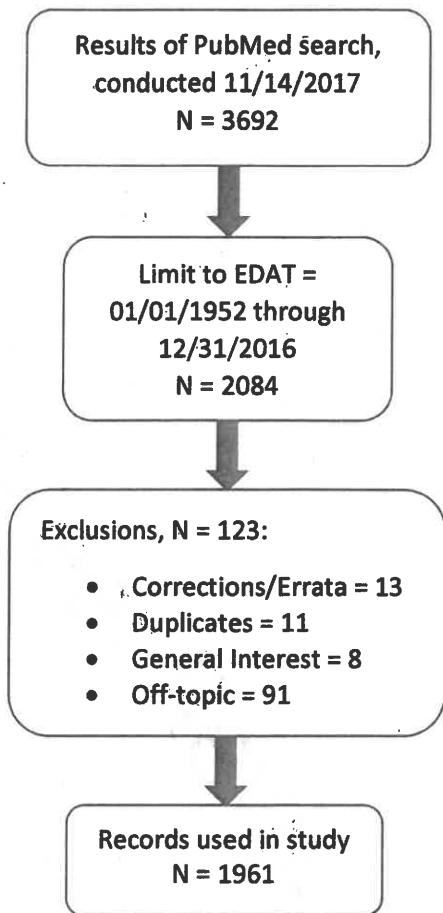 Results of PubMed search,
conducted 11/14/2017
N = 3692
Limit to EDAT =
01/01/1952 through
12/31/2016
N = 2084
Exclusions, N = 123:
• Corrections/Errata = 13
• Duplicates = 11
• General Interest = 8
• Off-topic = 91
Records used in study
N = 1961